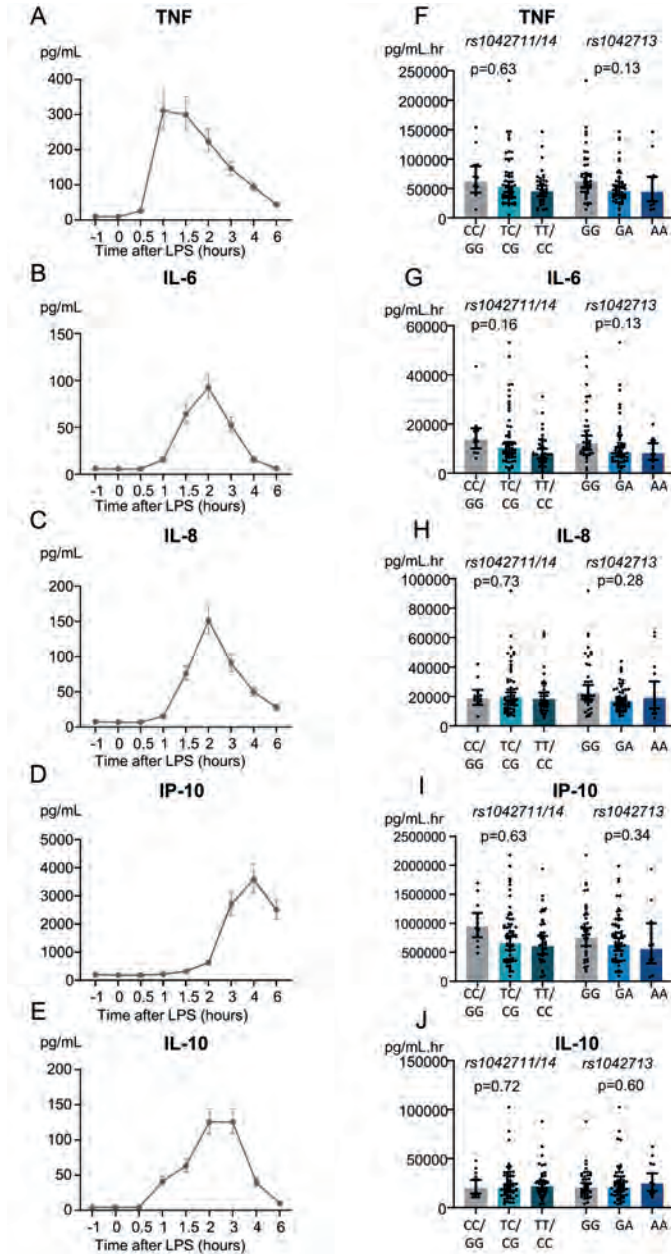 A
TNF
pg/mL
400
300
200
100
0
-1 0 0.5 1 1.5 2 3 4 6
Time after LPS (hours)
B
IL-6
pg/mL
150
100
50
0
-1 0 0.5 1 1.5 2 3 4 6
Time after LPS (hours)
C
IL-8
pg/mL
200
150
100
50
0
-1 0 0.5 1 1.5 2 3 4 6
Time after LPS (hours)
D
IP-10
pg/mL
5000
4000
3000
2000
1000
0
-1 0 0.5 1 1.5 2 3 4 6
Time after LPS (hours)
E
IL-10
pg/mL
200
150
100
50
0
-1 0 0.5 1 1.5 2 3 4 6
Time after LPS (hours)
F
TNF
pg/mL.hr
rs1042711/14 rs1042713
p=0.63 p=0.13
250000
200000
150000
100000
50000
0
CC/ TC/ TT/ GG GA AA
GG CG CC
G
IL-6
pg/mL.hr
rs1042711/14 rs1042713
p=0.16 p=0.13
60000
40000
20000
0
CC/ TC/ TT/ GG GA AA
GG CG CC
H
IL-8
pg/mL.hr
rs1042711/14 rs1042713
p=0.73 p=0.28
100000
80000
60000
40000
20000
0
CC/ TC/ TT/ GG GA AA
GG CG CC
I
IP-10
pg/mL.hr
rs1042711/14 rs1042713
p=0.63 p=0.34
2500000
2000000
1500000
1000000
500000
0
CC/ TC/ TT/ GG GA AA
GG CG CC
J
IL-10
pg/mL.hr
rs1042711/14 rs1042713
p=0.72 p=0.60
150000
100000
50000
0
CC/ TC/ TT/ GG GA AA
GG CG CC